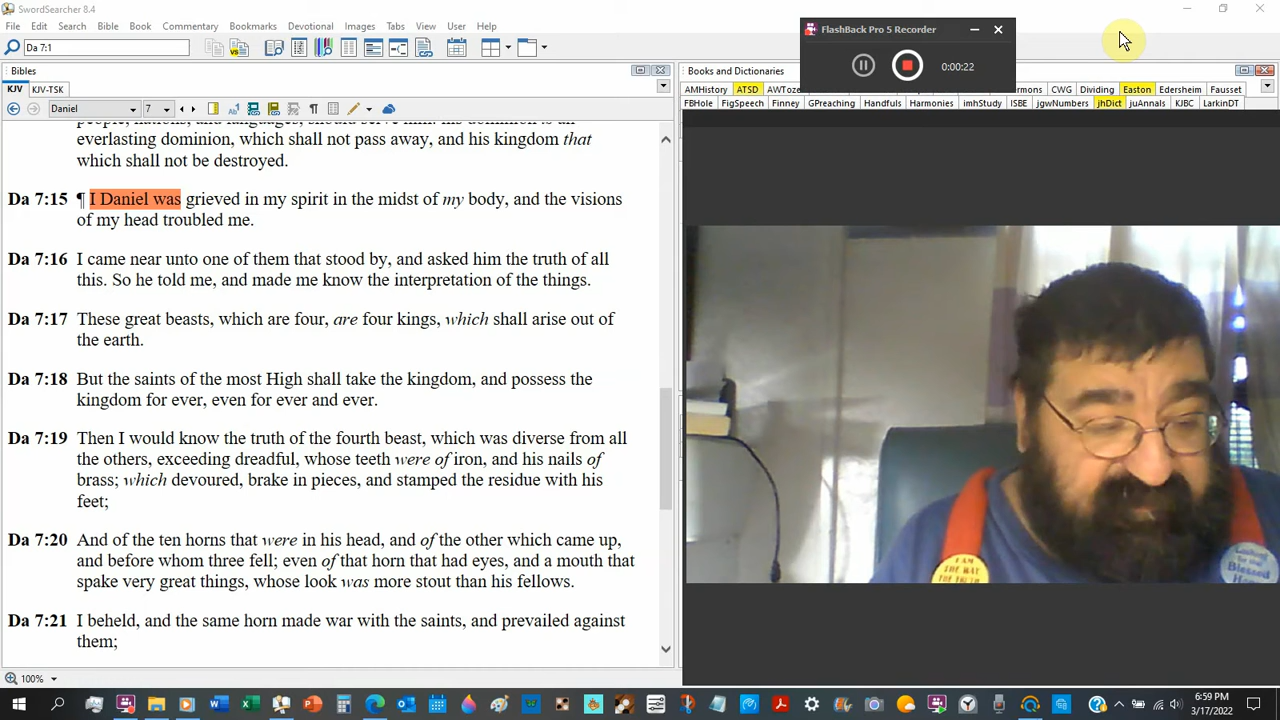 SwordSearcher 8.4
File Edit Search Bible Book Commentary Bookmarks Devotional Images Tabs View User Help
Da 7:1
FlashBack Pro 5 Recorder
0:00:22
Bibles
KJV KJV-TSK
Daniel 7
everlasting dominion, which shall not pass away, and his kingdom that
which shall not be destroyed.
Da 7:15 ¶ I Daniel was grieved in my spirit in the midst of my body, and the visions
of my head troubled me.
Da 7:16 I came near unto one of them that stood by, and asked him the truth of all
this. So he told me, and made me know the interpretation of the things.
Da 7:17 These great beasts, which are four, are four kings, which shall arise out of
the earth.
Da 7:18 But the saints of the most High shall take the kingdom, and possess the
kingdom for ever, even for ever and ever.
Da 7:19 Then I would know the truth of the fourth beast, which was diverse from all
the others, exceeding dreadful, whose teeth were of iron, and his nails of
brass; which devoured, brake in pieces, and stamped the residue with his
feet;
Da 7:20 And of the ten horns that were in his head, and of the other which came up,
and before whom three fell; even of that horn that had eyes, and a mouth that
spake very great things, whose look was more stout than his fellows.
Da 7:21 I beheld, and the same horn made war with the saints, and prevailed against
them;
100%
Books and Dictionaries
AMHistory ATSD AWToze ermons CWG Dividing Easton Edersheim Fausset
FBHole FigSpeech Finney GPreaching Handfuls Harmonies imhStudy ISBE jgwNumbers jhDict juAnnals KJBC LarkinDT
I AM
THE WAY
THE TRUTH
Blessed
6:59 PM
3/17/2022